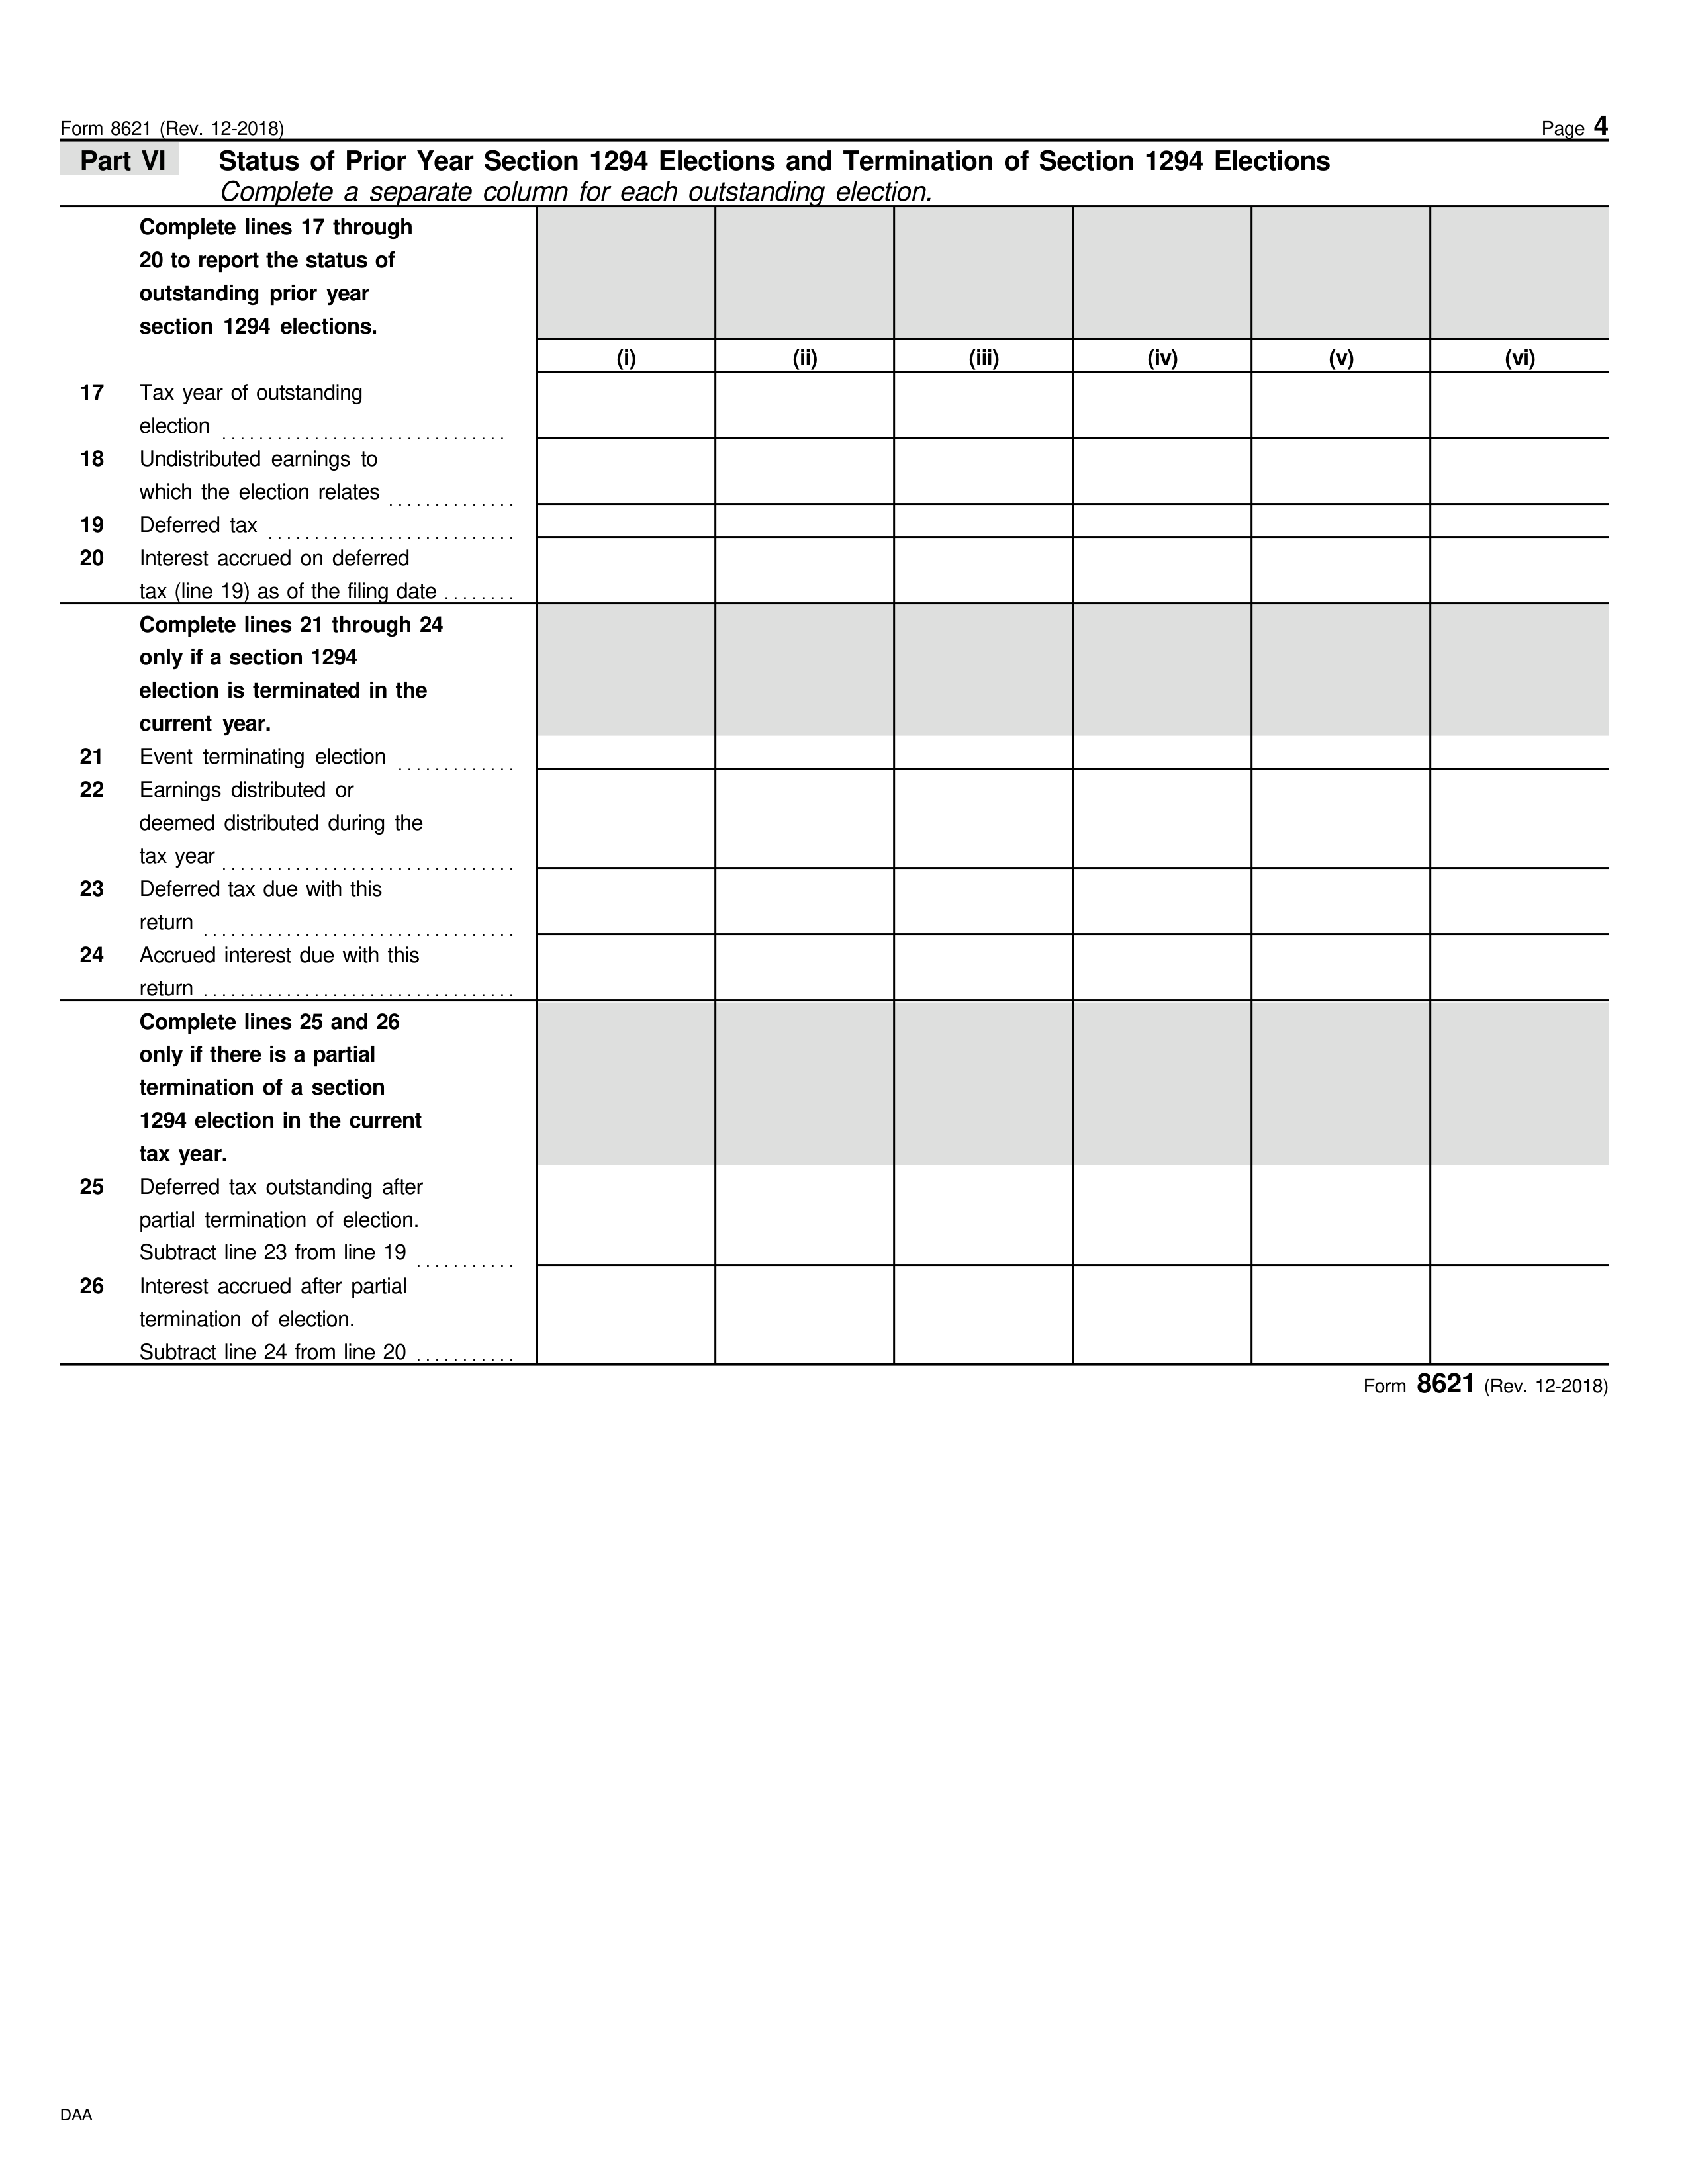 Form 8621 (Rev. 12-2018) Page 4
Part VI Status of Prior Year Section 1294 Elections and Termination of Section 1294 Elections
Complete a separate column for each outstanding election.
Complete lines 17 through
20 to report the status of
outstanding prior year
section 1294 elections.
(i) (ii) (iii) (iv) (v) (vi)
17 Tax year of outstanding
election
18 Undistributed earnings to
which the election relates
19 Deferred tax
20 Interest accrued on deferred
tax (line 19) as of the filing date
Complete lines 21 through 24
only if a section 1294
election is terminated in the
current year.
21 Event terminating election
22 Earnings distributed or
deemed distributed during the
tax year
23 Deferred tax due with this
return
24 Accrued interest due with this
return
Complete lines 25 and 26
only if there is a partial
termination of a section
1294 election in the current
tax year.
25 Deferred tax outstanding after
partial termination of election.
Subtract line 23 from line 19
26 Interest accrued after partial
termination of election.
Subtract line 24 from line 20
Form 8621 (Rev. 12-2018)
DAA